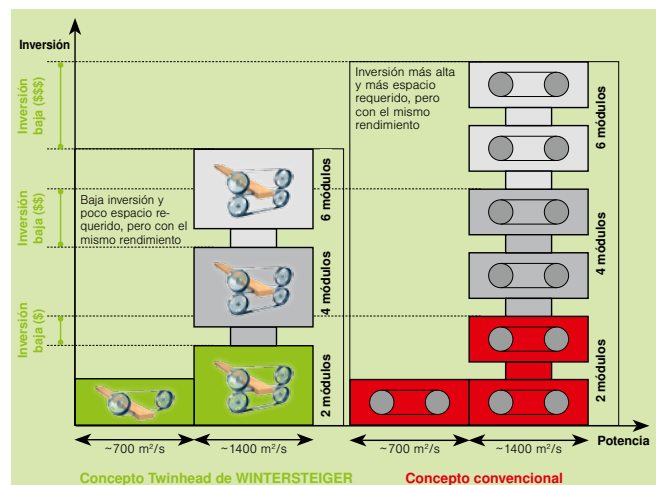 Inversión
Inversión
baja ($$$)
Inversión
baja ($$)
Inversión
baja ($)
Baja inversión y
poco espacio re-
querido, pero con el
mismo rendimiento
6 módulos
4 módulos
2 módulos
Inversión más alta
y más espacio
requerido, pero
con el mismo
rendimiento
6 módulos
4 módulos
2 módulos
~700 m²/s
~1400 m²/s
~700 m²/s
~1400 m²/s
Potencia
Concepto Twinhead de WINTERSTEIGER
Concepto convencional